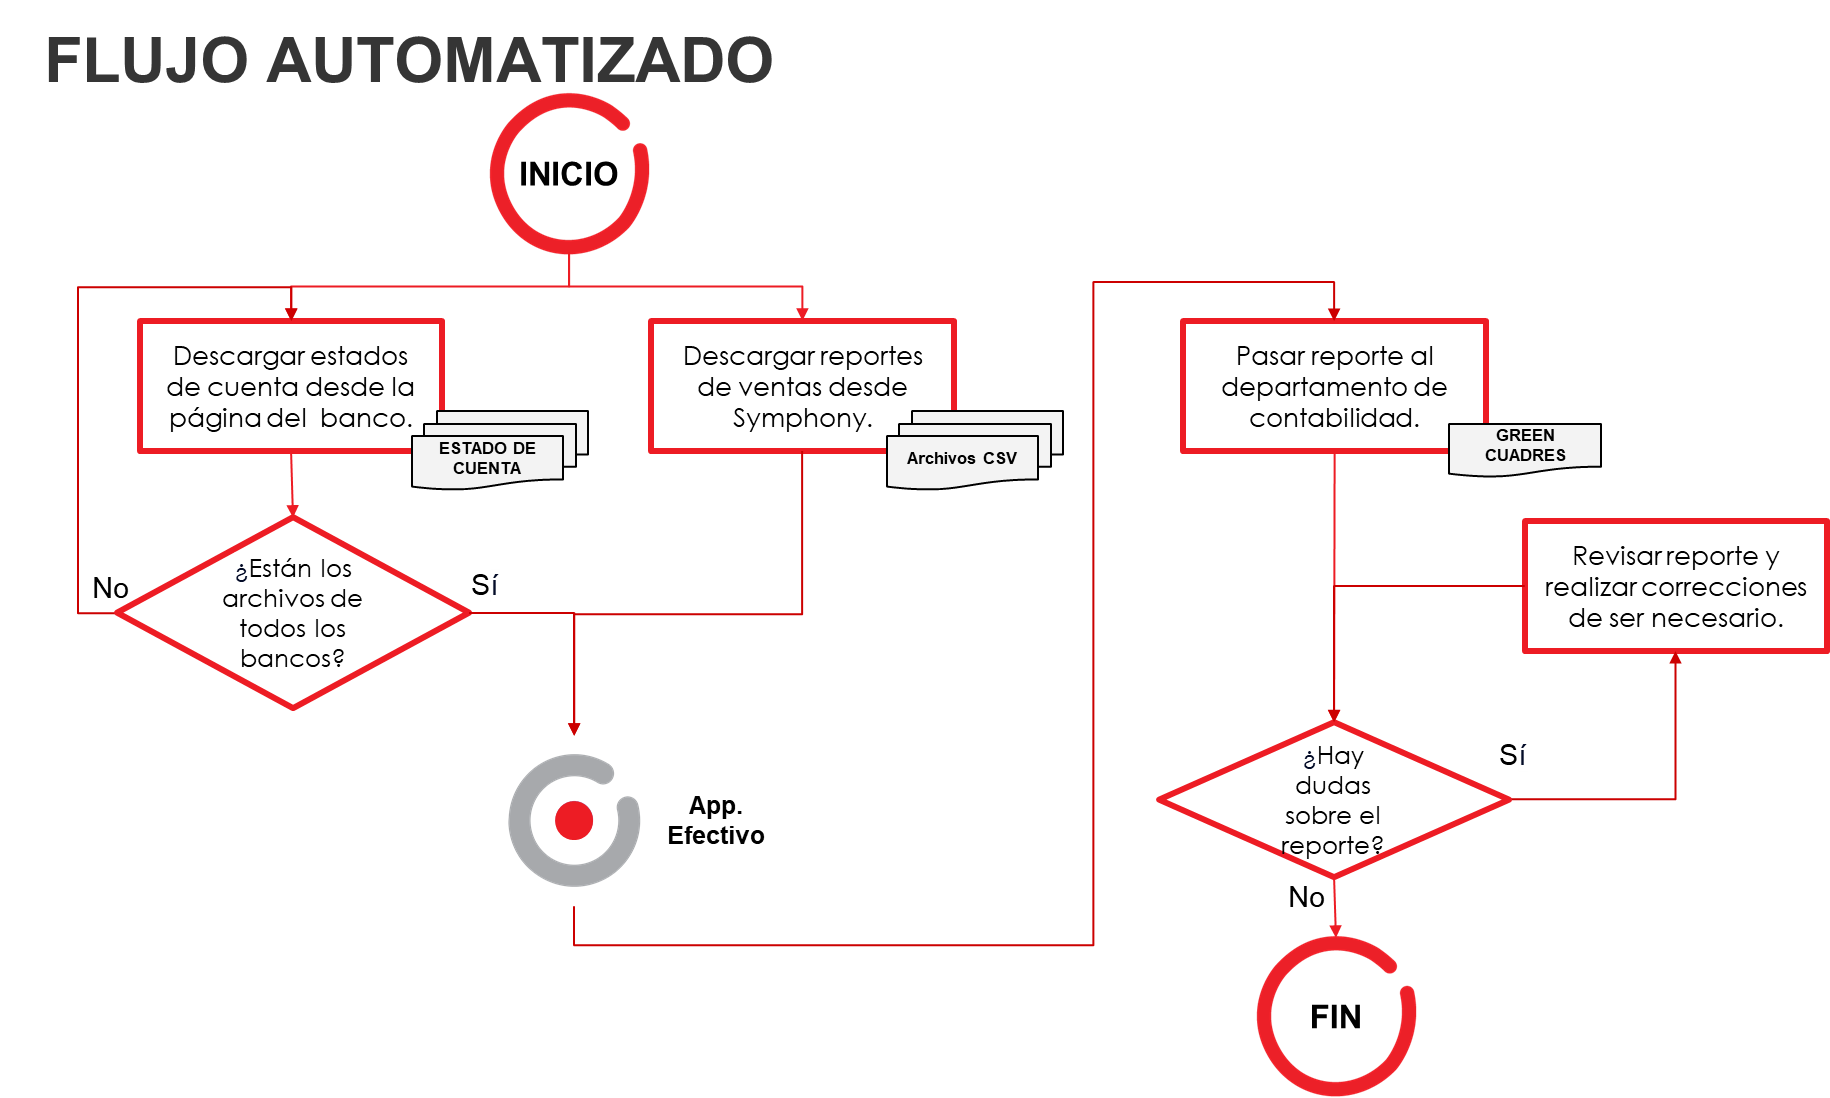 FLUJO AUTOMATIZADO
INICIO
Descargar estados
de cuenta desde la
página del banco.
ESTADO DE
CUENTA
Descargar reportes
de ventas desde
Symphony.
Archivos CSV
Pasar reporte al
departamento de
contabilidad.
GREEN
CUADRES
Revisar reporte y
realizar correcciones
de ser necesario.
No
¿Están los
archivos de
todos los
bancos?
Sí
App.
Efectivo
¿Hay
dudas
sobre el
reporte?
Sí
No
FIN